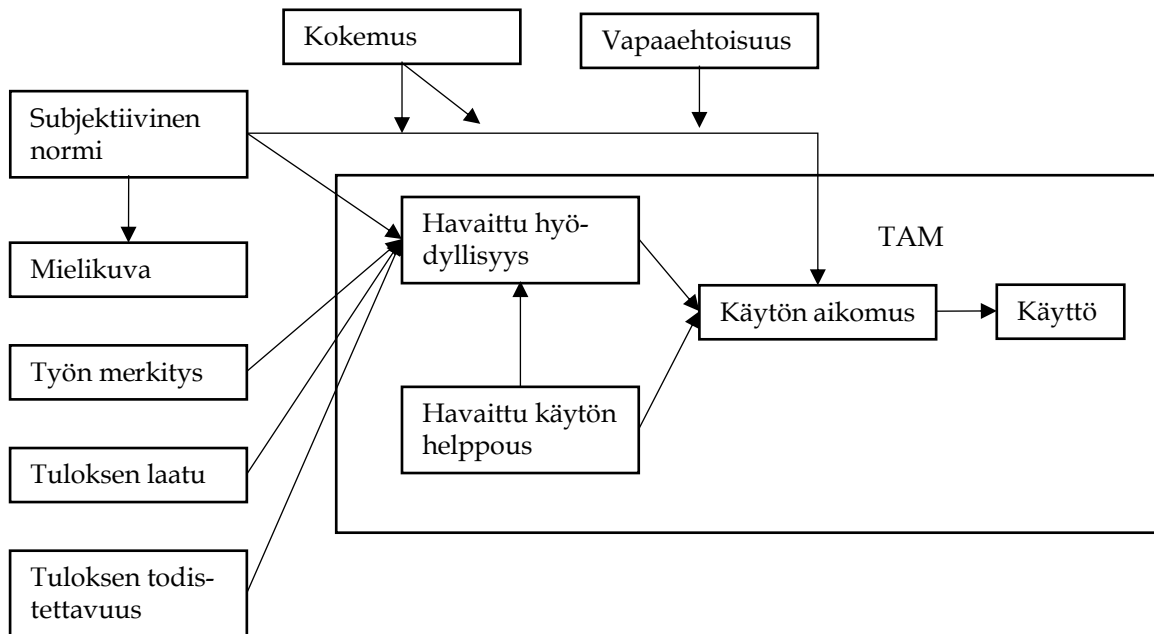 Kokemus
Vapaaehtoisuus
Subjektiivinen
normi
Havaittu hyö-
dyllisyys
TAM
Mielikuva
Käytön aikomus
Käyttö
Työn merkitys
Havaittu käytön
helppous
Tuloksen laatu
Tuloksen todis-
tettavuus